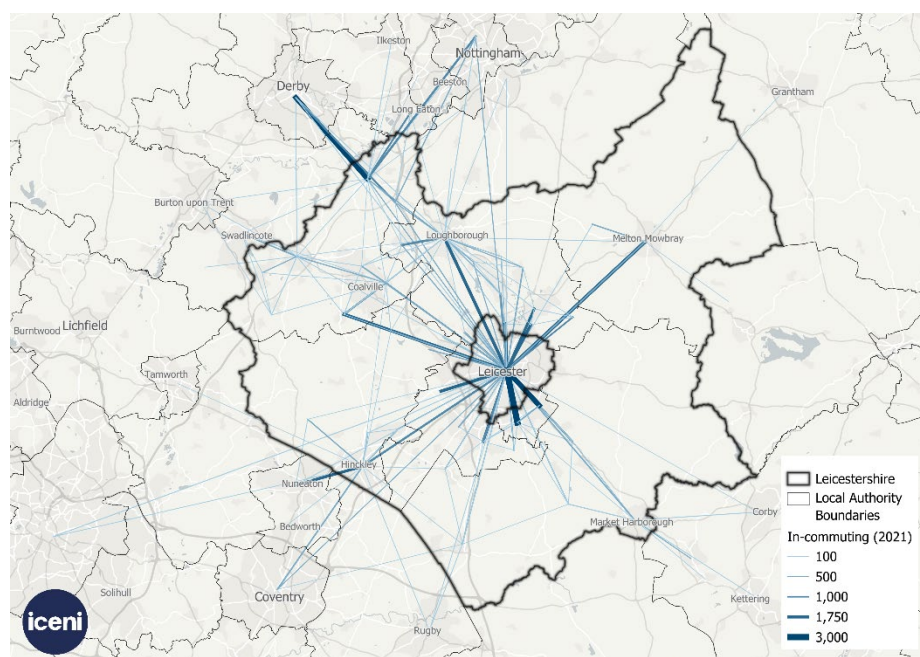 Ilkeston
Nottingham
Grantham
Derby
Beeston
Long Eaton
Burton upon Trent
Swadlincote
Loughborough
Melton Mowbray
Coalville
Burntwood
Lichfield
Tamworth
Leicester
Aldridge
Hinckley
Nuneaton
Bedworth
Market Harborough
Corby
Solihull
Coventry
Kettering
Rugby
iceni
Leicestershire
Local Authority
Boundaries
In-commuting (2021)
100
500
1,000
1,750
3,000